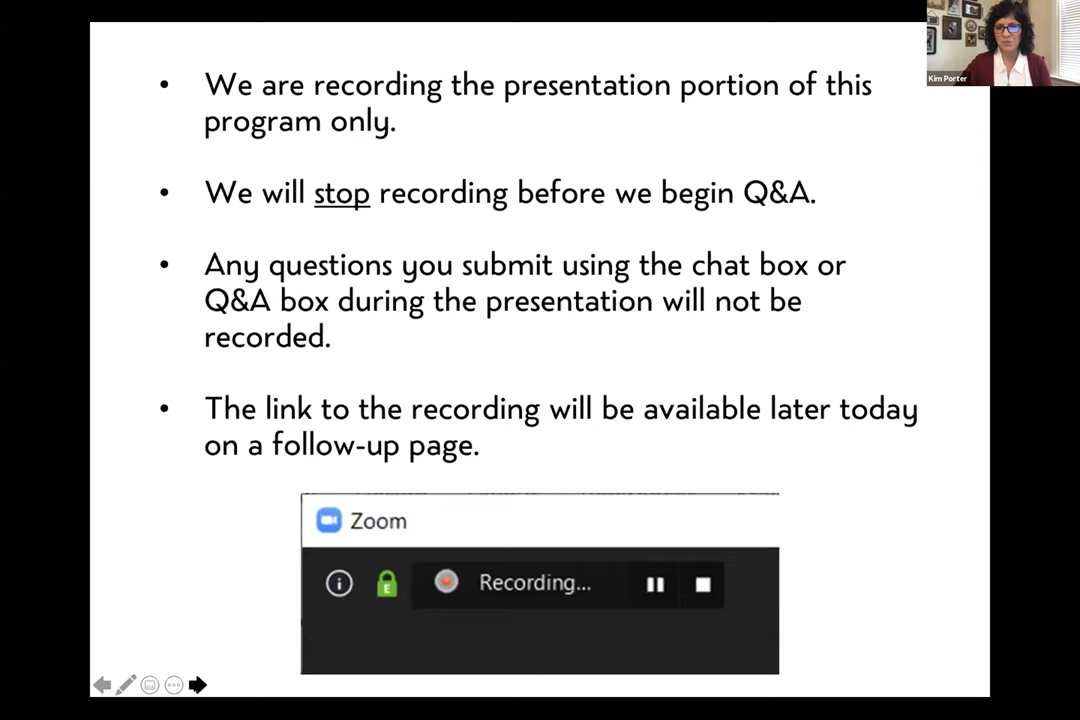 Kim Porter
• We are recording the presentation portion of this
program only.
• We will stop recording before we begin Q&A.
• Any questions you submit using the chat box or
Q&A box during the presentation will not be
recorded.
• The link to the recording will be available later today
on a follow-up page.
Zoom
E
Recording...